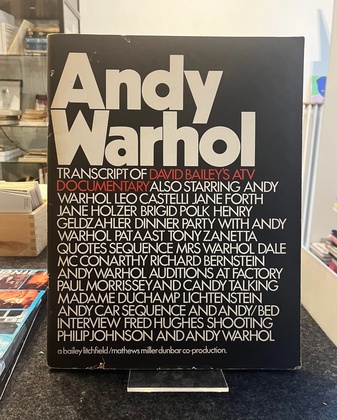 Andy
Warhol
TRANSCRIPT OF DAVID BAILEY'S ATV
DOCUMENTARY ALSO STARRING ANDY
WARHOL LEO CASTELLI JANE FORTH
JANE HOLZER BRIGID POLK HENRY
GELDZAHLER DINNER PARTY WITH ANDY
WARHOL PAT AST TONY ZANETTA
QUOTES SEQUENCE MRS WARHOL DALE
MC CONARTHY RICHARD BERNSTEIN
ANDY WARHOL AUDITIONS AT FACTORY
PAUL MORRISSEY AND CANDY TALKING
MADAME DUCHAMP LICHTENSTEIN
ANDY CAR SEQUENCE AND ANDY/BED
INTERVIEW FRED HUGHES SHOOTING
PHILIP JOHNSON AND ANDY WARHOL
a bailey litchfield/mathews miller dunbar co-production.